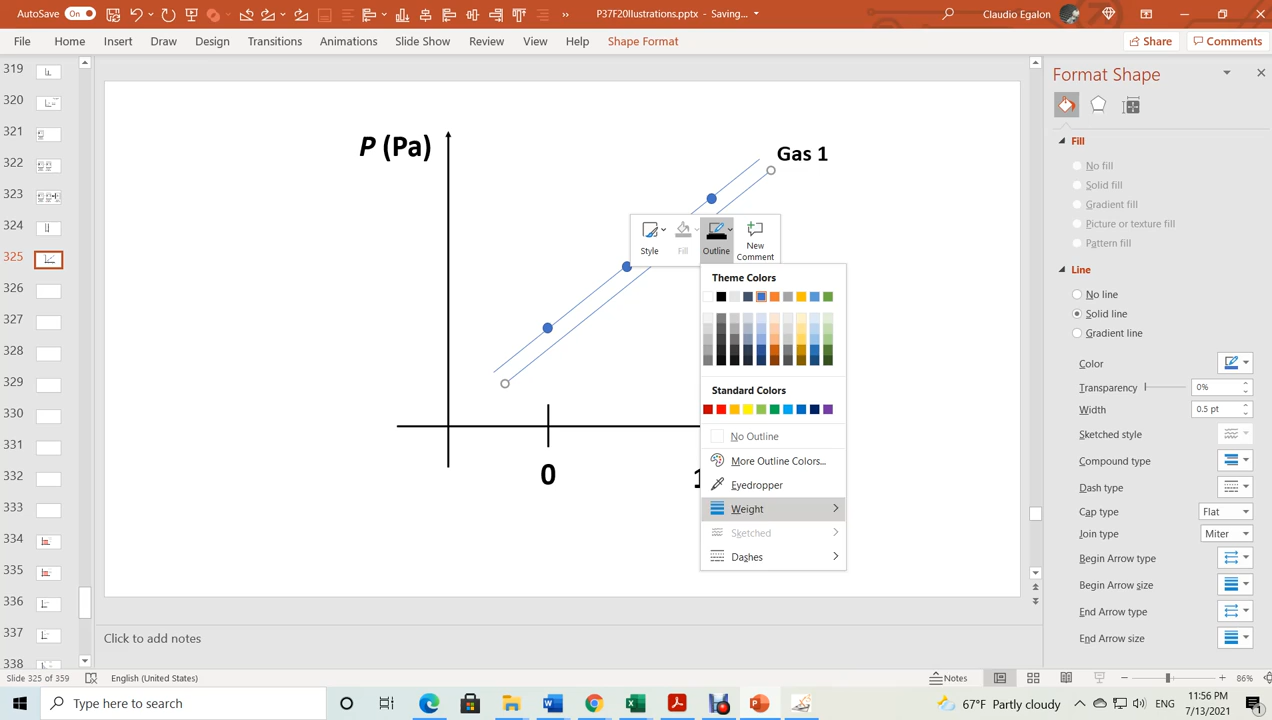 AutoSave On
P37F20Ilustrations.pptx - Saving...
Claudio Egalon
File Home Insert Draw Design Transitions Animations Slide Show Review View Help Shape Format
Share Comments
319
320
321
322
323
324
325
326
327
328
329
330
331
332
333
334
335
336
337
338
P (Pa)
Gas 1
0
1
Style
Fill
Outline
New
Comment
Theme Colors
Standard Colors
No Outline
More Outline Colors...
Eyedropper
Weight
Sketched
Dashes
Format Shape
Fill
No fill
Solid fill
Gradient fill
Picture or texture fill
Pattern fill
Line
No line
Solid line
Gradient line
Color
Transparency 0%
Width 0.5 pt
Sketched style
Compound type
Dash type
Cap type Flat
Join type Miter
Begin Arrow type
Begin Arrow size
End Arrow type
End Arrow size
Click to add notes
Slide 325 of 359 English (United States) Notes 86%
Type here to search
67°F Partly cloudy ENG
11:56 PM
7/13/2021
1